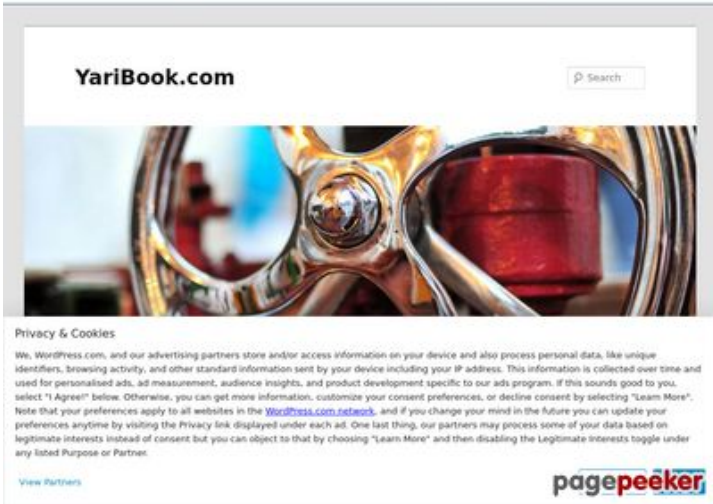 YariBook.com
Search
Privacy & Cookies
We, WordPress.com, and our advertising partners store and/or access information on your device and also process personal data, like unique
identifiers, browsing activity, and other standard information sent by your device including your IP address. This information is collected over time and
used for personalised ads, ad measurement, audience insights, and product development specific to our ads program. If this sounds good to you,
select "I Agree!" below. Otherwise, you can get more information, customize your consent preferences, or decline consent by selecting "Learn More".
Note that your preferences apply to all websites in the WordPress.com network, and if you change your mind in the future you can update your
preferences anytime by visiting the Privacy link displayed under each ad. One last thing, our partners may process some of your data based on
legitimate interests instead of consent but you can object to that by choosing "Learn More" and then disabling the Legitimate Interests toggle under
any listed Purpose or Partner.
View Partners
pagepeeker